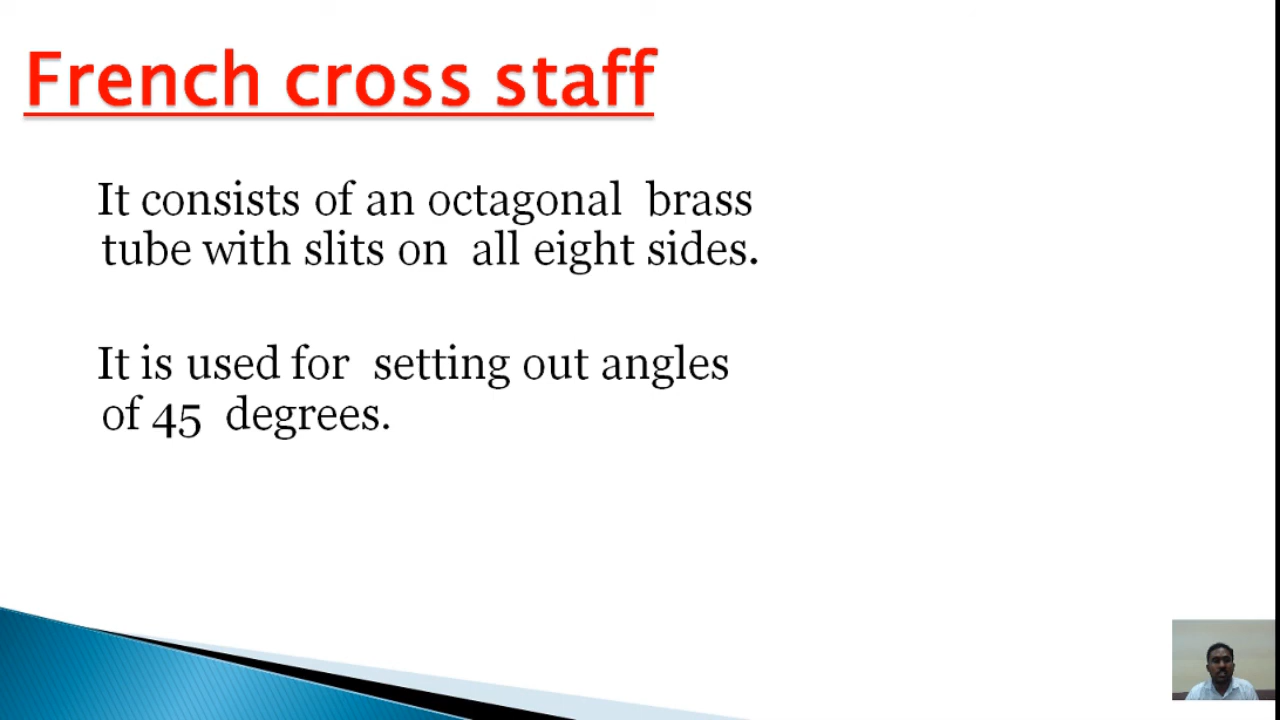 French cross staff
It consists of an octagonal brass
tube with slits on all eight sides.
It is used for setting out angles
of 45 degrees.